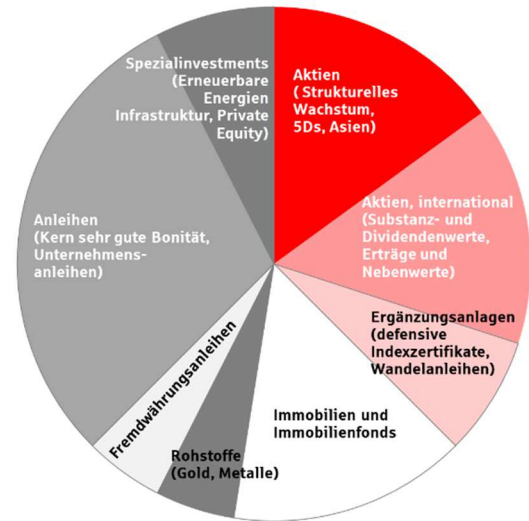 Spezialinvestments
(Erneuerbare
Energien
Infrastruktur, Private
Equity)
Aktien
( Strukturelles
Wachstum,
5Ds, Asien)
Aktien, international
(Substanz- und
Dividendenwerte,
Erträge und
Nebenwerte)
Ergänzungsanlagen
(defensive
Indexzertifikate,
Wandelanleihen)
Immobilien und
Immobilienfonds
Rohstoffe
(Gold, Metalle)
Fremdwährungsanleihen
Anleihen
(Kern sehr gute Bonität,
Unternehmens-
anleihen)